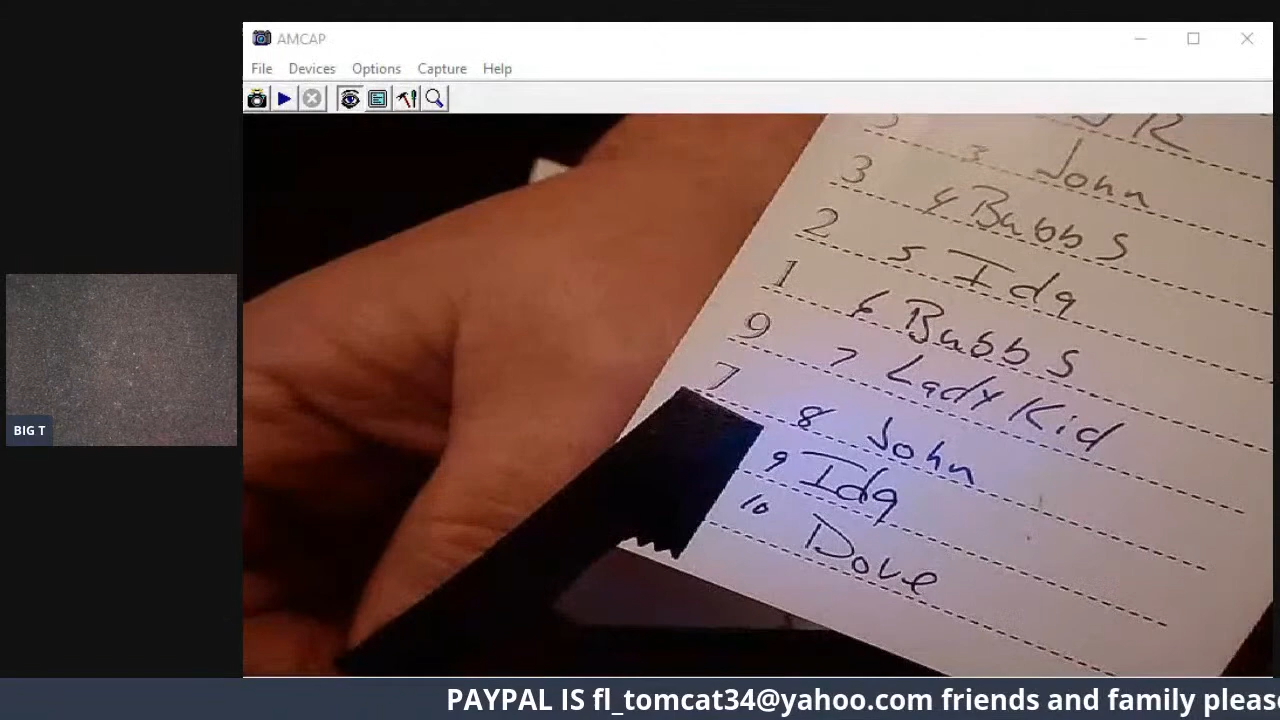 AMCAP
File Devices Options Capture Help
JR
5 3 John
3 4 Bubb S
2 5 Ida
1 6 Bubb S
9 7 Lady Kid
7 8 John
9 Ida
10 Dove
BIG T
PAYPAL IS fl_tomcat34@yahoo.com friends and family pleas